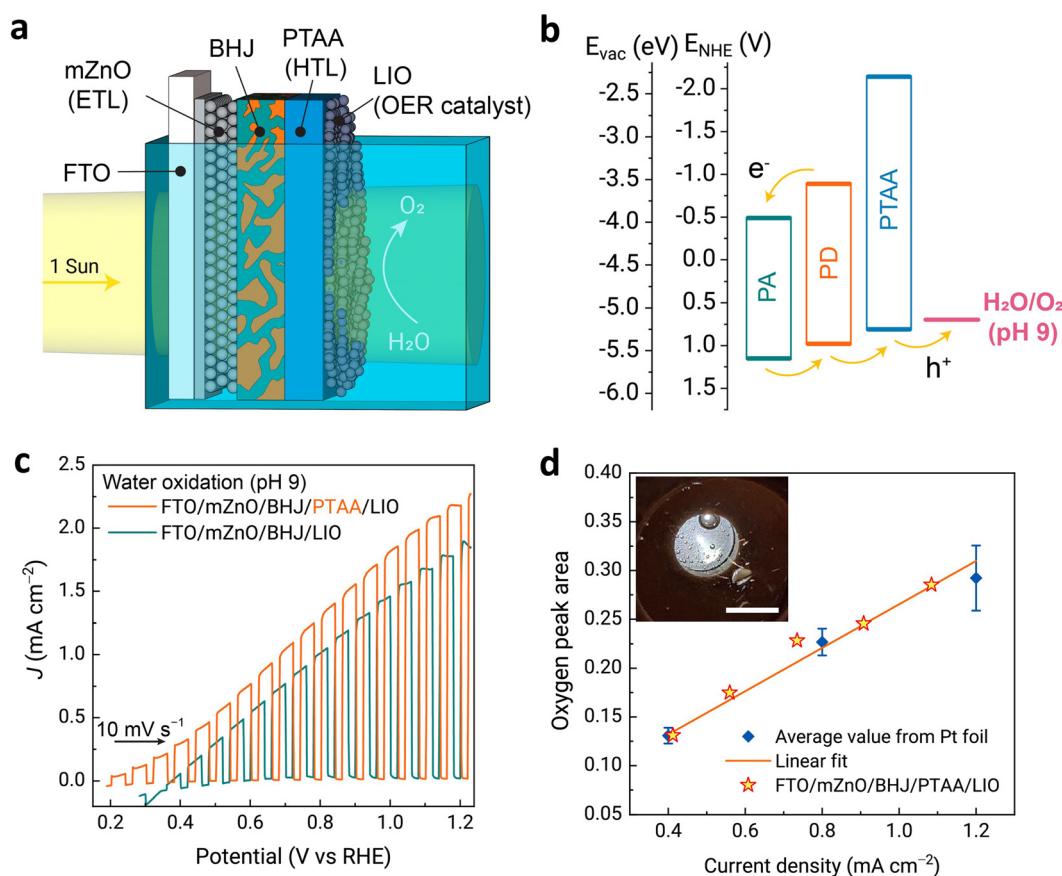 a
mZnO
(ETL)
BHJ
PTAA
(HTL)
LIO
(OER catalyst)
FTO
1 Sun
O₂
H₂O
b
Evac (eV)
ENHE (V)
-2.5
-3.0
-3.5
-4.0
-4.5
-5.0
-5.5
-6.0
-2.0
-1.5
-1.0
-0.5
0.0
0.5
1.0
1.5
e⁻
PA
PD
PTAA
H₂O/O₂
(pH 9)
h⁺
c
Water oxidation (pH 9)
FTO/mZnO/BHJ/PTAA/LIO
FTO/mZnO/BHJ/LIO
10 mV s⁻¹
J (mA cm⁻²)
2.5
2.0
1.5
1.0
0.5
0.0
0.2
0.4
0.6
0.8
1.0
1.2
Potential (V vs RHE)
d
Oxygen peak area
0.40
0.35
0.30
0.25
0.20
0.15
0.10
0.05
Average value from Pt foil
Linear fit
FTO/mZnO/BHJ/PTAA/LIO
0.4
0.6
0.8
1.0
1.2
Current density (mA cm⁻²)